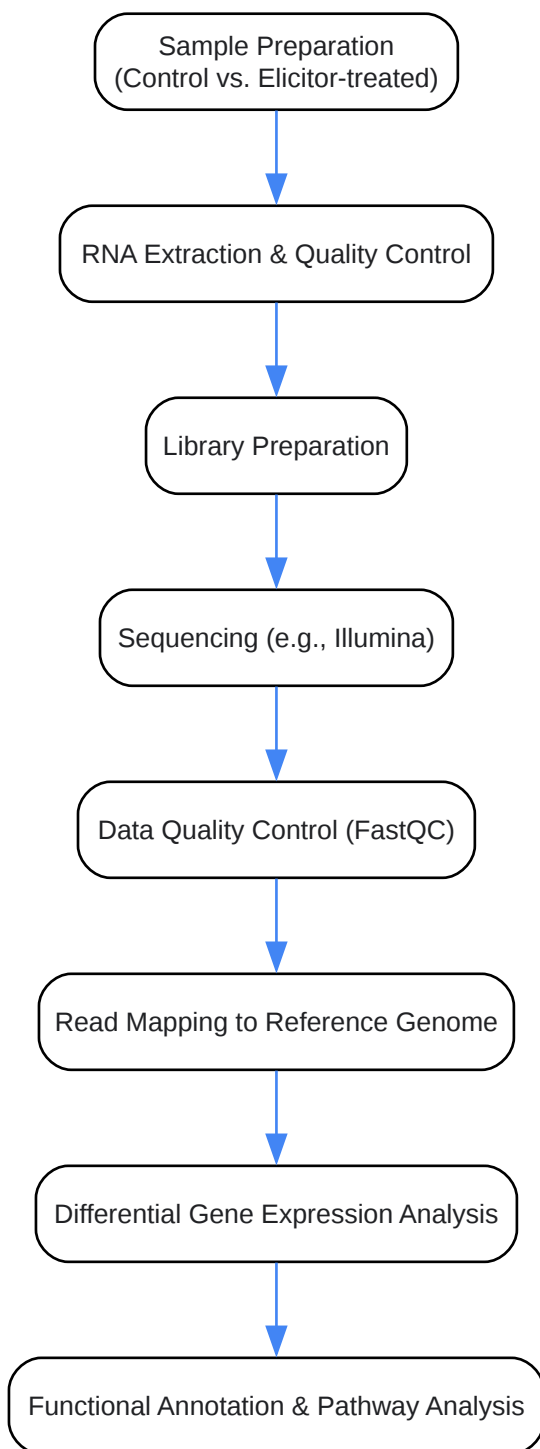 Sample Preparation
(Control vs. Elicitor-treated)
RNA Extraction & Quality Control
Library Preparation
Sequencing (e.g., Illumina)
Data Quality Control (FastQC)
Read Mapping to Reference Genome
Differential Gene Expression Analysis
Functional Annotation & Pathway Analysis